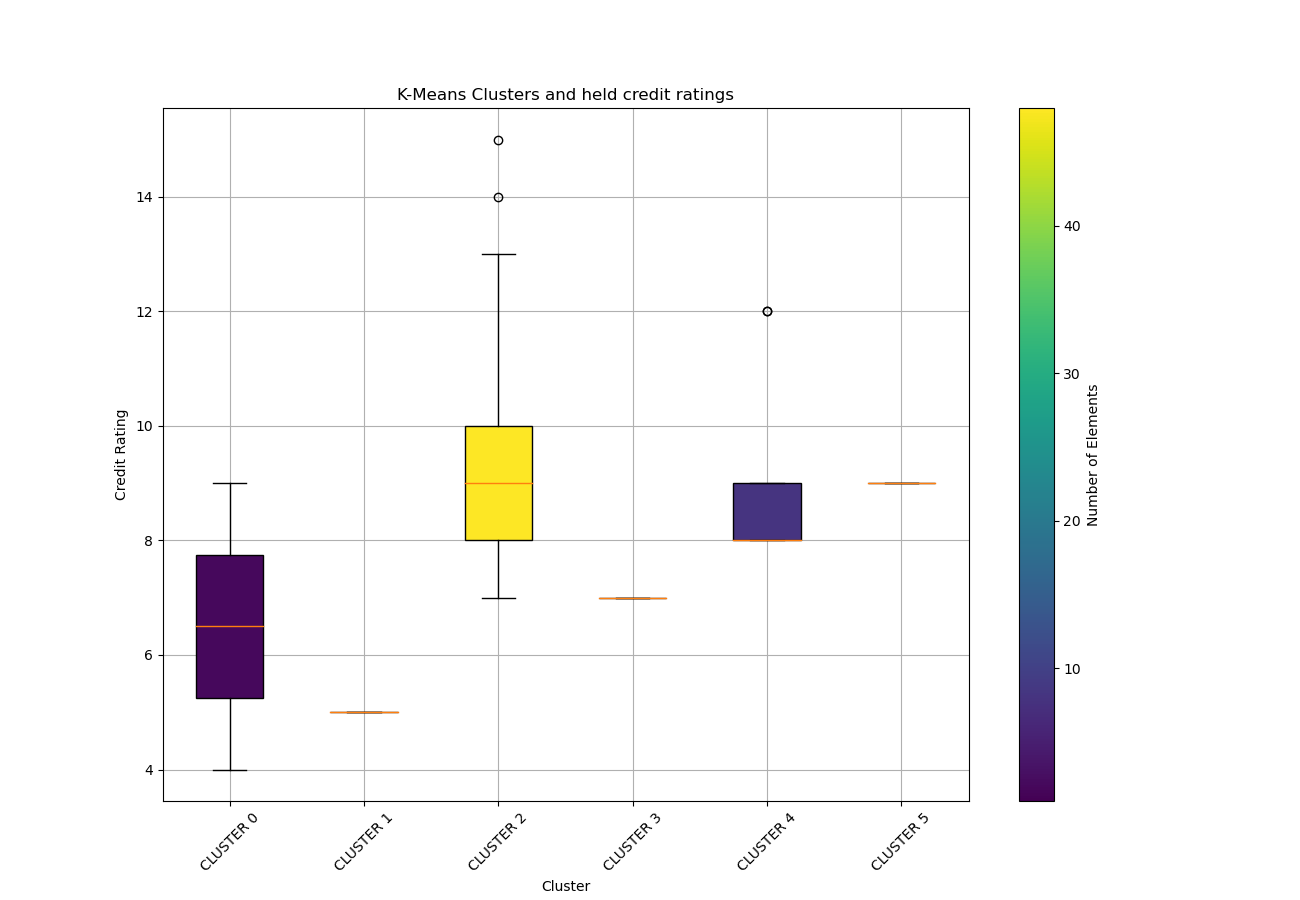 K-Means Clusters and held credit ratings
14
12
10
8
6
4
Credit Rating
CLUSTER 0
CLUSTER 1
CLUSTER 2
CLUSTER 3
CLUSTER 4
CLUSTER 5
Cluster
40
30
20
10
Number of Elements